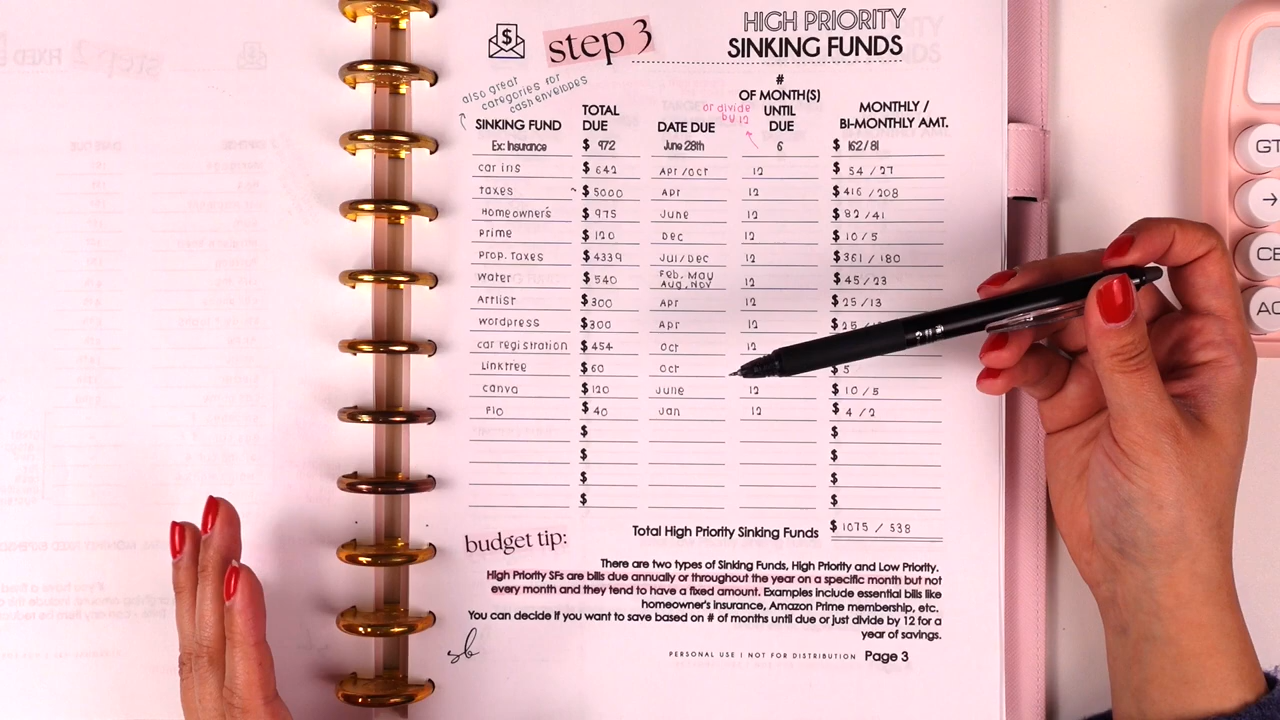 step 3
HIGH PRIORITY
SINKING FUNDS
also great
categories for
cash envelopes
SINKING FUND
TOTAL
DUE
DATE DUE
or divide
by 12
#
OF MONTH(S)
UNTIL
DUE
MONTHLY /
BI-MONTHLY AMT.
Ex: Insurance $ 972 June 28th 6 $ 162/81
car ins $ 642 Apr/Oct 12 $ 54 / 27
taxes ~ $ 5000 Apr 12 $ 416 / 208
Homeowner's $ 975 June 12 $ 82 / 41
prime $ 120 Dec 12 $ 10 / 5
Prop. Taxes $ 4339 Jul/Dec 12 $ 361 / 180
water $ 540 Feb, May Aug, Nov 12 $ 45 / 23
Artlist $ 300 Apr 12 $ 25 / 13
wordpress $ 300 Apr 12 $ 25 /
car registration $ 454 Oct 12
Linktree $ 60 Oct $ 5
canva $ 120 June 12 $ 10 / 5
Flo $ 40 Jan 12 $ 4 / 2
$ $
$ $
$ $
$ $
Total High Priority Sinking Funds $ 1075 / 538
budget tip:
There are two types of Sinking Funds, High Priority and Low Priority.
High Priority SFs are bills due annually or throughout the year on a specific month but not
every month and they tend to have a fixed amount. Examples include essential bills like
homeowner's insurance, Amazon Prime membership, etc.
You can decide if you want to save based on # of months until due or just divide by 12 for a
year of savings.
sb
PERSONAL USE | NOT FOR DISTRIBUTION Page 3
GT
→
CE
AC